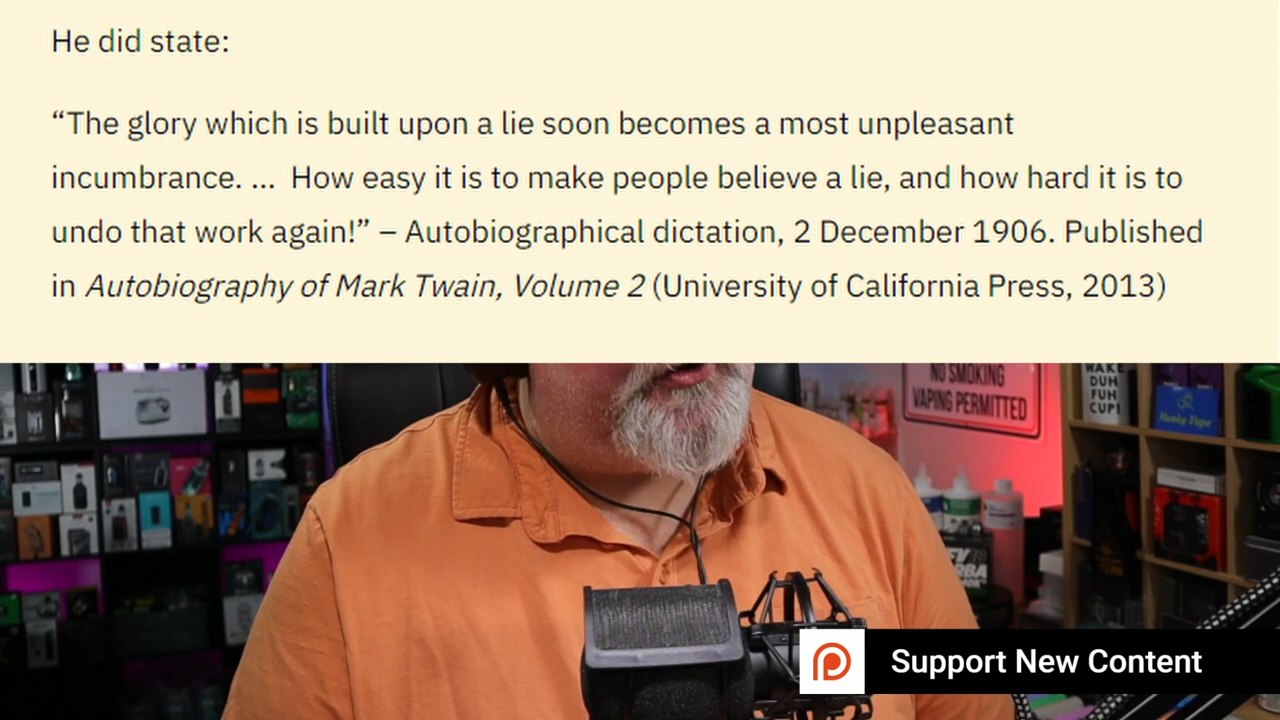 He did state:
“The glory which is built upon a lie soon becomes a most unpleasant
incumbrance. ...  How easy it is to make people believe a lie, and how hard it is to
undo that work again!” – Autobiographical dictation, 2 December 1906. Published
in Autobiography of Mark Twain, Volume 2 (University of California Press, 2013)
NO SMOKING
VAPING PERMITTED
WAKE
DUH
FUH
CUP!
Hunky Vape
Support New Content